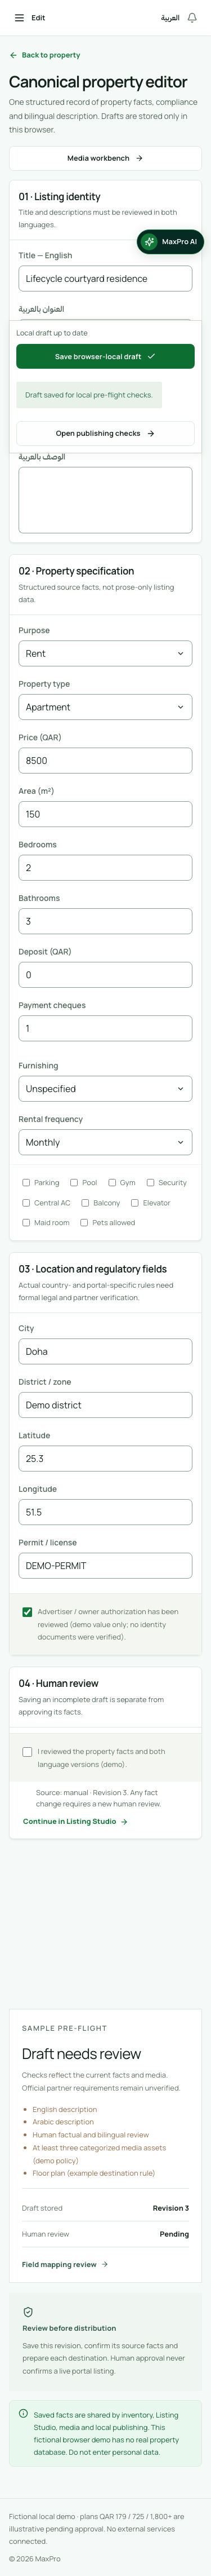 Edit
العربية
Back to property
Canonical property editor
One structured record of property facts, compliance
and bilingual description. Drafts are stored only in
this browser.
Media workbench
01 · Listing identity
Title and descriptions must be reviewed in both
languages.
MaxPro AI
Title — English
Lifecycle courtyard residence
العنوان بالعربية
Local draft up to date
Save browser-local draft
Draft saved for local pre-flight checks.
Open publishing checks
الوصف بالعربية
02 · Property specification
Structured source facts, not prose-only listing
data.
Purpose
Rent
Property type
Apartment
Price (QAR)
8500
Area (m²)
150
Bedrooms
2
Bathrooms
3
Deposit (QAR)
0
Payment cheques
1
Furnishing
Unspecified
Rental frequency
Monthly
Parking Pool Gym Security
Central AC Balcony Elevator
Maid room Pets allowed
03 · Location and regulatory fields
Actual country- and portal-specific rules need
formal legal and partner verification.
City
Doha
District / zone
Demo district
Latitude
25.3
Longitude
51.5
Permit / license
DEMO-PERMIT
Advertiser / owner authorization has been
reviewed (demo value only; no identity
documents were verified).
04 · Human review
Saving an incomplete draft is separate from
approving its facts.
I reviewed the property facts and both
language versions (demo).
Source: manual · Revision 3. Any fact
change requires a new human review.
Continue in Listing Studio
SAMPLE PRE-FLIGHT
Draft needs review
Checks reflect the current facts and media.
Official partner requirements remain unverified.
• English description
• Arabic description
• Human factual and bilingual review
• At least three categorized media assets
(demo policy)
• Floor plan (example destination rule)
Draft stored Revision 3
Human review Pending
Field mapping review
Review before distribution
Save this revision, confirm its source facts and
prepare each destination. Human approval never
confirms a live portal listing.
Saved facts are shared by inventory, Listing
Studio, media and local publishing. This
fictional browser demo has no real property
database. Do not enter personal data.
Fictional local demo · plans QAR 179 / 725 / 1,800+ are
illustrative pending approval. No external services
connected.
© 2026 MaxPro